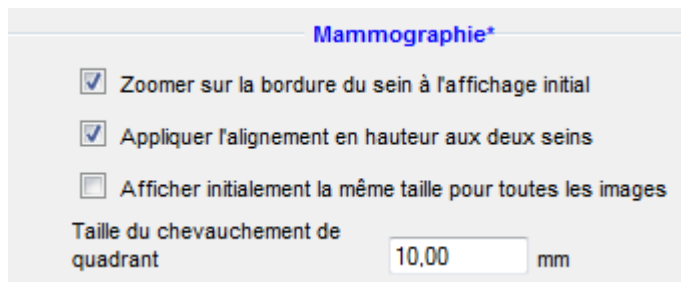 Mammographie*
Zoomer sur la bordure du sein à l'affichage initial
Appliquer l'alignement en hauteur aux deux seins
Afficher initialement la même taille pour toutes les images
Taille du chevauchement de
quadrant 10,00 mm